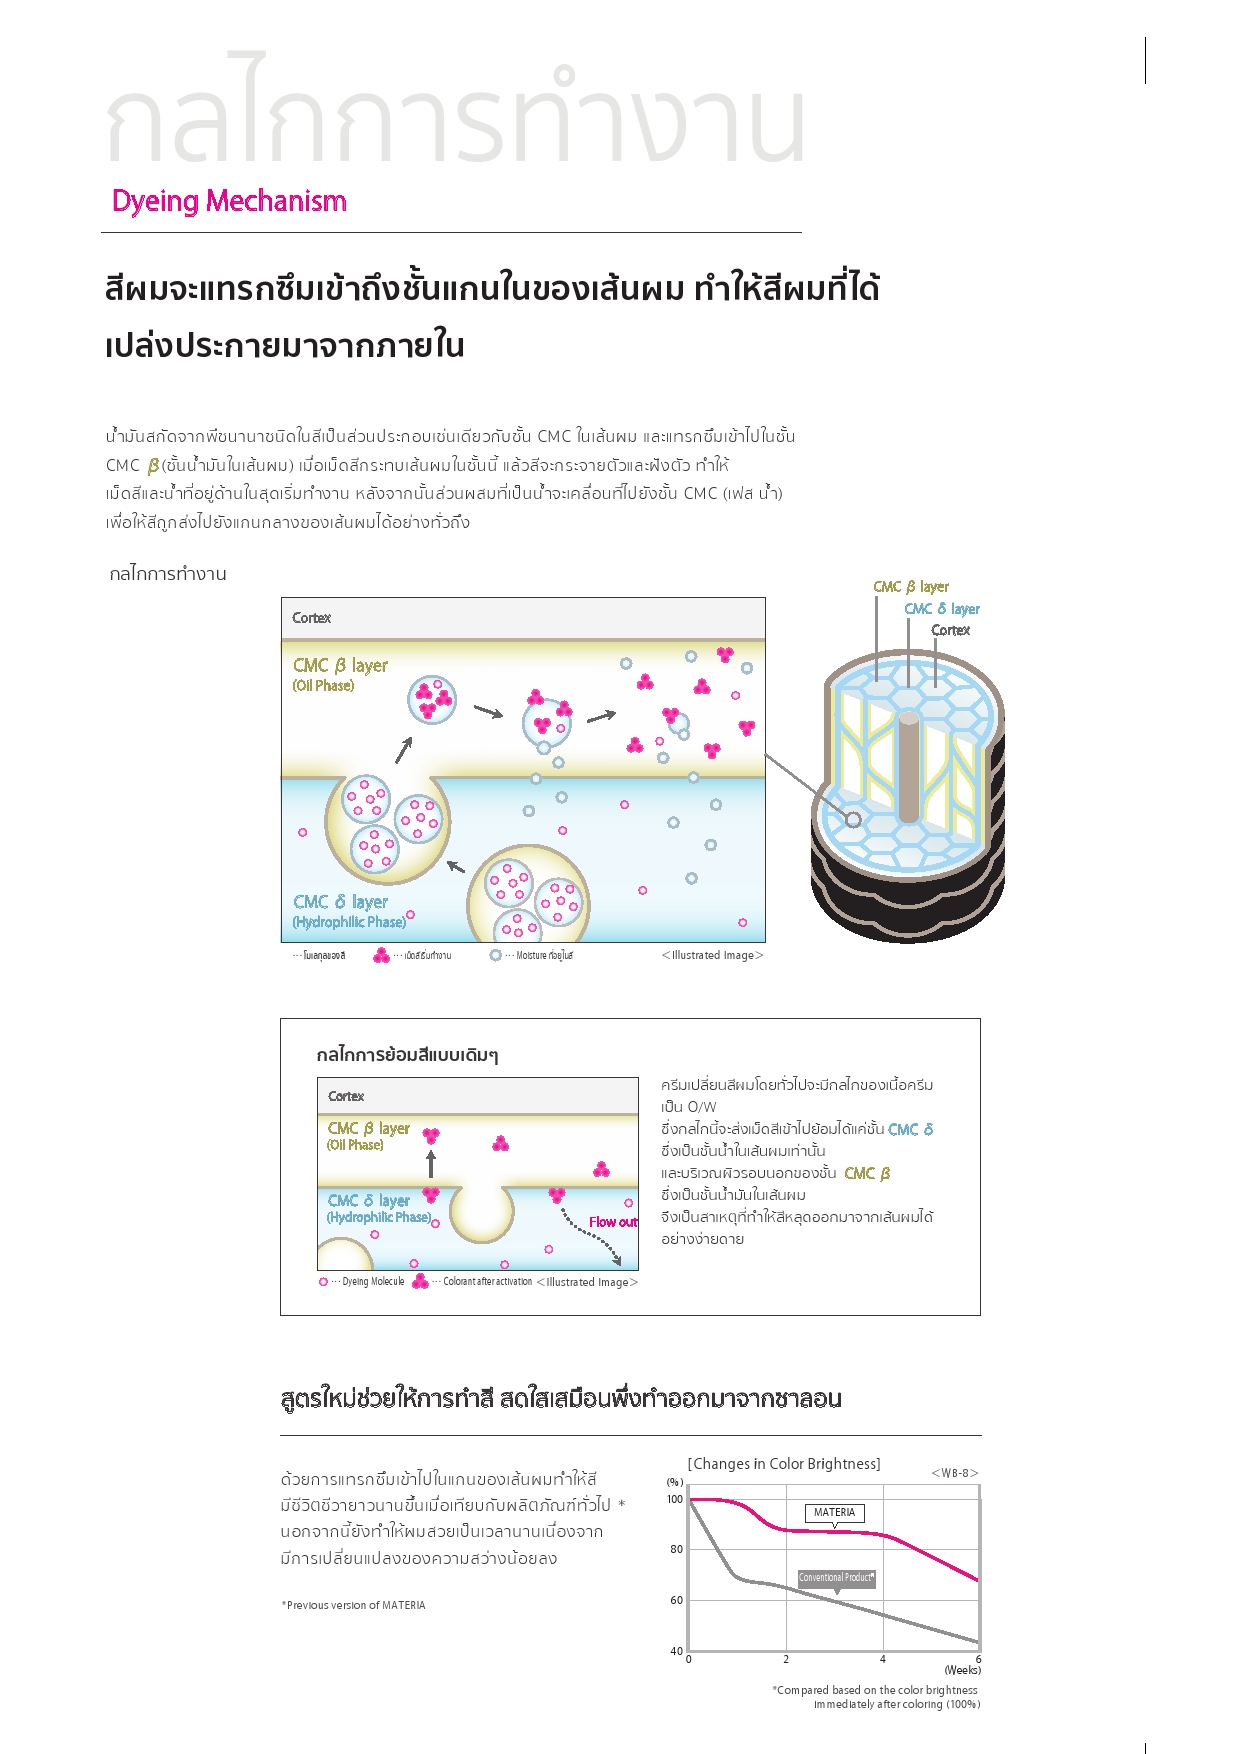 กลไกการทำงาน
Dyeing Mechanism
สีผมจะแทรกซึมเข้าถึงชั้นแกนในของเส้นผม ทำให้สีผมที่ได้
เปล่งประกายมาจากภายใน
น้ำมันสกัดจากพืชนานาชนิดในสีเป็นส่วนประกอบเช่นเดียวกับชั้น CMC ในเส้นผม และแทรกซึมเข้าไปในชั้น
CMC β (ชั้นน้ำมันในเส้นผม) เมื่อเม็ดสีกระทบเส้นผมในชั้นนี้ แล้วสีจะกระจายตัวและฝังตัว ทำให้
เม็ดสีและน้ำที่อยู่ด้านในสุดเริ่มทำงาน หลังจากนั้นส่วนผสมที่เป็นน้ำจะเคลื่อนที่ไปยังชั้น CMC (เฟส น้ำ)
เพื่อให้สีถูกส่งไปยังแกนกลางของเส้นผมได้อย่างทั่วถึง
กลไกการทำงาน
CMC β layer
CMC δ layer
Cortex
Cortex
CMC β layer
(Oil Phase)
CMC δ layer
(Hydrophilic Phase)
··· โมเลกุลของสี ··· เม็ดสีเริ่มทำงาน ··· Moisture ที่อยู่ในสี <Illustrated Image>
กลไกการย้อมสีแบบเดิมๆ
Cortex
CMC β layer
(Oil Phase)
CMC δ layer
(Hydrophilic Phase)
Flow out
··· Dyeing Molecule ··· Colorant after activation <Illustrated Image>
ครีมเปลี่ยนสีผมโดยทั่วไปจะมีกลไกของเนื้อครีม
เป็น O/W
ซึ่งกลไกนี้จะส่งเม็ดสีเข้าไปย้อมได้แค่ชั้น CMC δ
ซึ่งเป็นชั้นน้ำในเส้นผมเท่านั้น
และบริเวณผิวรอบนอกของชั้น CMC β
ซึ่งเป็นชั้นน้ำมันในเส้นผม
จึงเป็นสาเหตุที่ทำให้สีหลุดออกมาจากเส้นผมได้
อย่างง่ายดาย
สูตรใหม่ช่วยให้การทำสี สดใสเสมือนพึ่งทำออกมาจากซาลอน
ด้วยการแทรกซึมเข้าไปในแกนของเส้นผมทำให้สี
มีชีวิตชีวายาวนานขึ้นเมื่อเทียบกับผลิตภัณฑ์ทั่วไป *
นอกจากนี้ยังทำให้ผมสวยเป็นเวลานานเนื่องจาก
มีการเปลี่ยนแปลงของความสว่างน้อยลง
*Previous version of MATERIA
[Changes in Color Brightness]
<WB-8>
(%)
100
MATERIA
80
Conventional Product*
60
40
0 2 4 6
(Weeks)
*Compared based on the color brightness
immediately after coloring (100%)